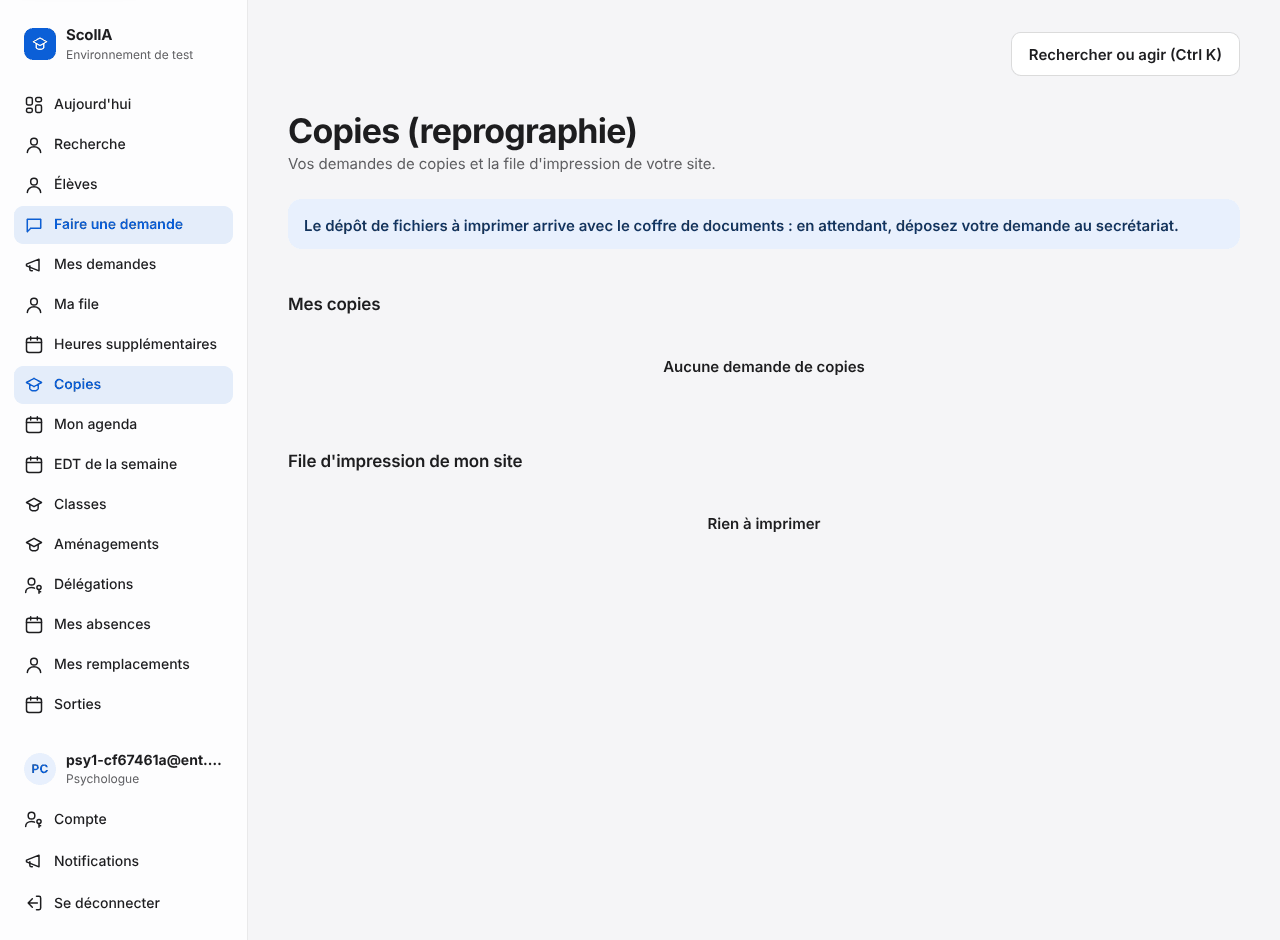 ScolIA
Environnement de test
Aujourd'hui
Recherche
Élèves
Faire une demande
Mes demandes
Ma file
Heures supplémentaires
Copies
Mon agenda
EDT de la semaine
Classes
Aménagements
Délégations
Mes absences
Mes remplacements
Sorties
PC
psy1-cf67461a@ent....
Psychologue
Compte
Notifications
Se déconnecter
Rechercher ou agir (Ctrl K)
Copies (reprographie)
Vos demandes de copies et la file d'impression de votre site.
Le dépôt de fichiers à imprimer arrive avec le coffre de documents : en attendant, déposez votre demande au secrétariat.
Mes copies
Aucune demande de copies
File d'impression de mon site
Rien à imprimer